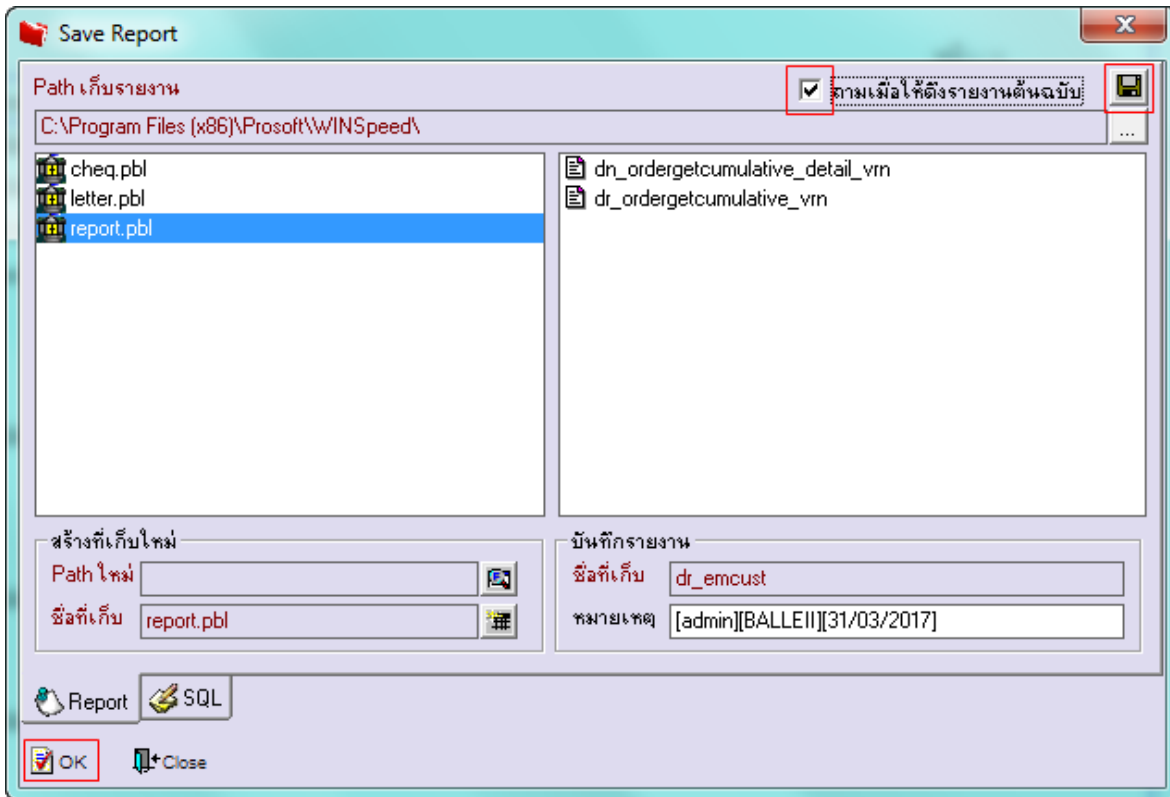 Save Report
Path เก็บรายงาน
ถามเมื่อให้ดึงรายงานต้นฉบับ
C:\Program Files (x86)\Prosoft\WINSpeed\
...
cheq.pbl
letter.pbl
report.pbl
dn_ordergetcumulative_detail_vrn
dr_ordergetcumulative_vrn
สร้างที่เก็บใหม่
Path ใหม่
ชื่อที่เก็บ report.pbl
บันทึกรายงาน
ชื่อที่เก็บ dr_emcust
หมายเหตุ [admin][BALLEII][31/03/2017]
Report
SQL
OK
Close